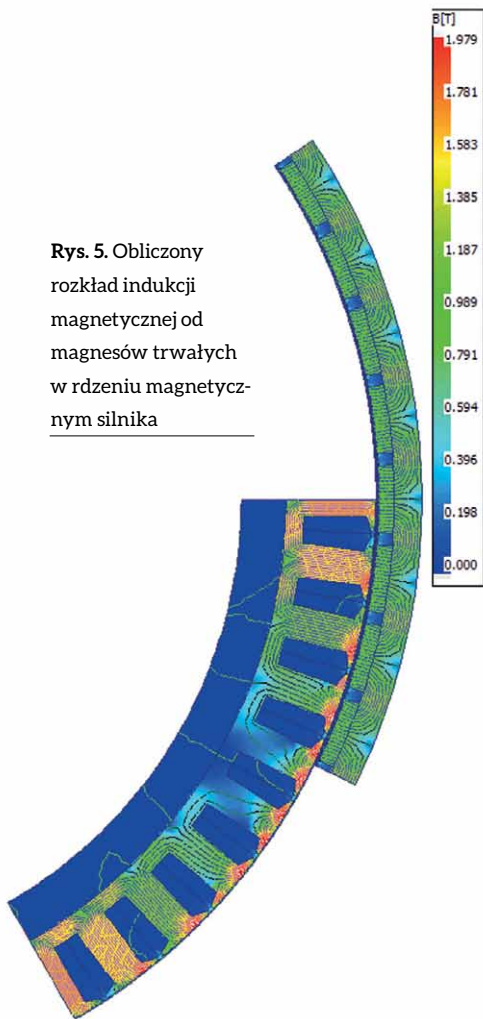 B[T]
1.979
1.781
1.583
1.385
1.187
0.989
0.791
0.594
0.396
0.198
0.000
Rys. 5. Obliczony
rozkład indukcji
magnetycznej od
magnesów trwałych
w rdzeniu magnetycz-
nym silnika